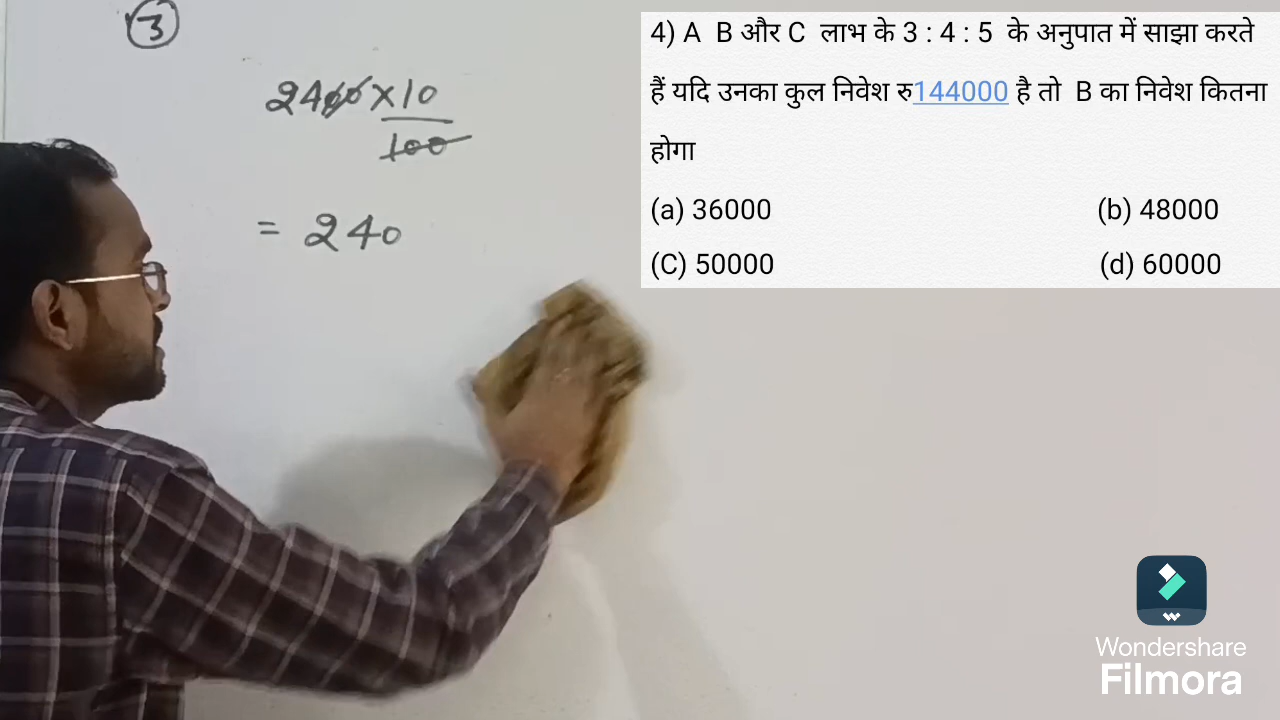 3
2400 × 10
100
= 240
4) A B और C लाभ के 3 : 4 : 5 के अनुपात में साझा करते
हैं यदि उनका कुल निवेश रु144000 है तो B का निवेश कितना
होगा
(a) 36000 (b) 48000
(C) 50000 (d) 60000
Wondershare
Filmora